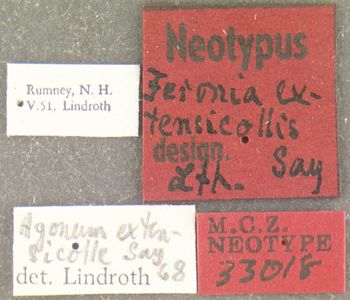 Rumney, N. H.
V.51. Lindroth
Neotypus
Feronia ex-
tensicollis
design. Say
Lth.
Agonum exten-
sicolle Say
det. Lindroth 68
M.C.Z.
NEOTYPE
33018